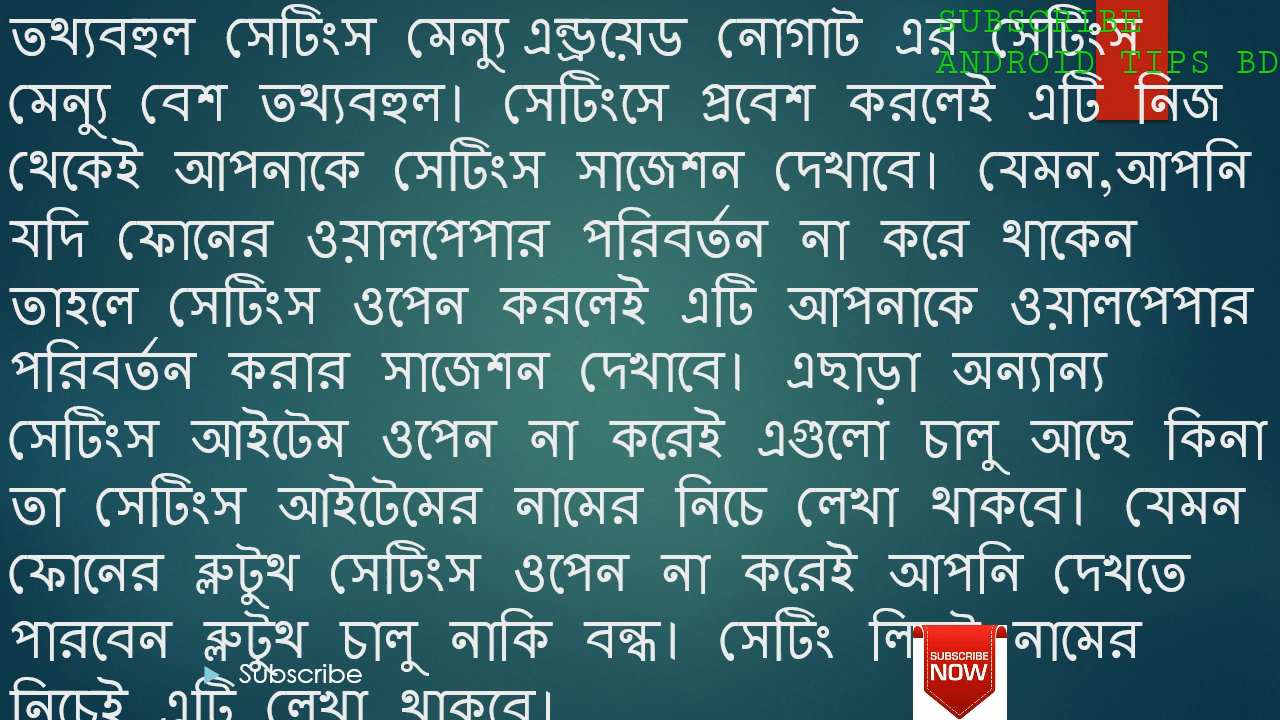 তথ্যবহুল সেটিংস মেন্যু এন্ড্রয়েড নোগাট এর সেটিংস
মেন্যু বেশ তথ্যবহুল। সেটিংসে প্রবেশ করলেই এটি নিজ
থেকেই আপনাকে সেটিংস সাজেশন দেখাবে। যেমন,আপনি
যদি ফোনের ওয়ালপেপার পরিবর্তন না করে থাকেন
তাহলে সেটিংস ওপেন করলেই এটি আপনাকে ওয়ালপেপার
পরিবর্তন করার সাজেশন দেখাবে। এছাড়া অন্যান্য
সেটিংস আইটেম ওপেন না করেই এগুলো চালু আছে কিনা
তা সেটিংস আইটেমের নামের নিচে লেখা থাকবে। যেমন
ফোনের ব্লুটুথ সেটিংস ওপেন না করেই আপনি দেখতে
পারবেন ব্লুটুথ চালু নাকি বন্ধ। সেটিং নামের
নিচেই এটি লেখা থাকবে।
SUBSCRIBE
ANDROID TIPS BD
Subscribe
SUBSCRIBE
NOW